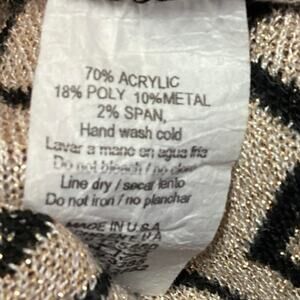 70% ACRYLIC
18% POLY 10%METAL
2% SPAN,
Hand wash cold
Lavar a mano en agua fria
Do not bleach / no
Line dry / secar lento
Do not iron / no planchar
MADE IN U.S.A